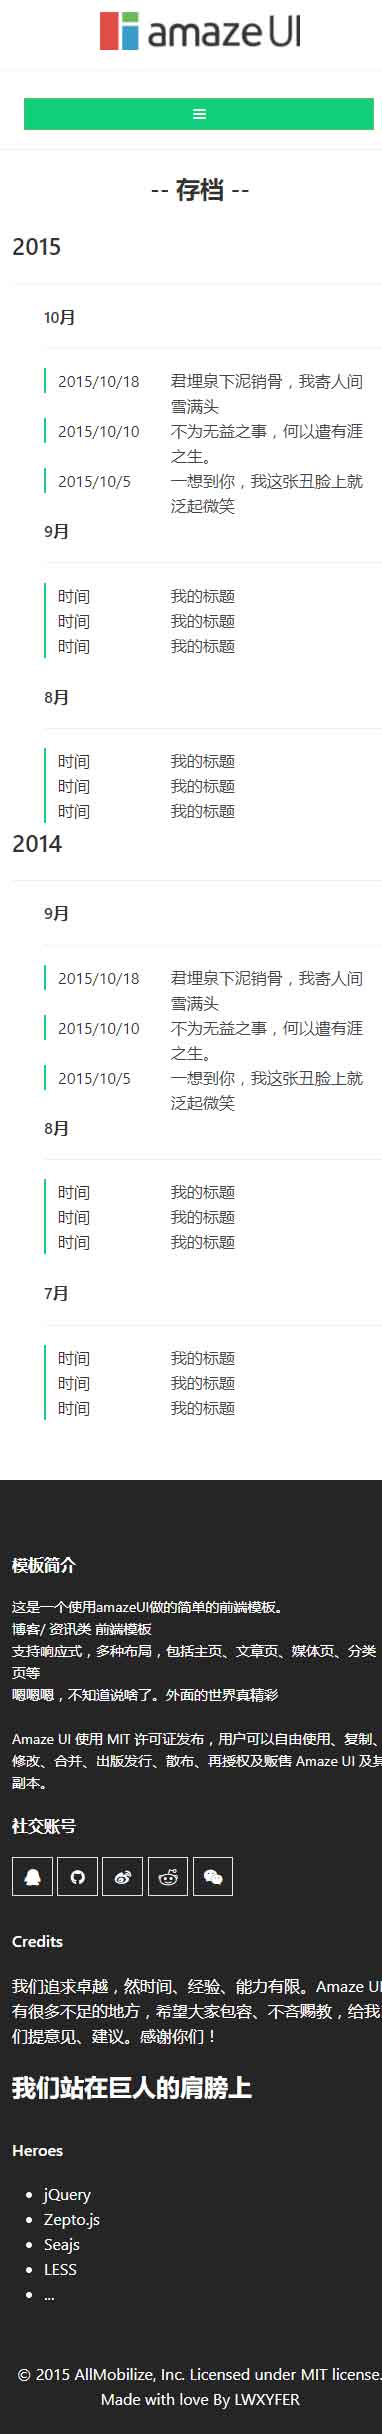 amaze UI
-- 存档 --
2015
10月
2015/10/18 君埋泉下泥销骨，我寄人间
雪满头
2015/10/10 不为无益之事，何以遣有涯
之生。
2015/10/5 一想到你，我这张丑脸上就
泛起微笑
9月
时间 我的标题
时间 我的标题
时间 我的标题
8月
时间 我的标题
时间 我的标题
时间 我的标题
2014
9月
2015/10/18 君埋泉下泥销骨，我寄人间
雪满头
2015/10/10 不为无益之事，何以遣有涯
之生。
2015/10/5 一想到你，我这张丑脸上就
泛起微笑
8月
时间 我的标题
时间 我的标题
时间 我的标题
7月
时间 我的标题
时间 我的标题
时间 我的标题
模板简介
这是一个使用amazeUI做的简单的前端模板。
博客/ 资讯类 前端模板
支持响应式，多种布局，包括主页、文章页、媒体页、分类
页等
嗯嗯嗯，不知道说啥了。外面的世界真精彩
Amaze UI 使用 MIT 许可证发布，用户可以自由使用、复制、
修改、合并、出版发行、散布、再授权及贩售 Amaze UI 及其
副本。
社交账号
Credits
我们追求卓越，然时间、经验、能力有限。Amaze UI
有很多不足的地方，希望大家包容、不吝赐教，给我
们提意见、建议。感谢你们！
我们站在巨人的肩膀上
Heroes
jQuery
Zepto.js
Seajs
LESS
...
© 2015 AllMobilize, Inc. Licensed under MIT license.
Made with love By LWXYFER